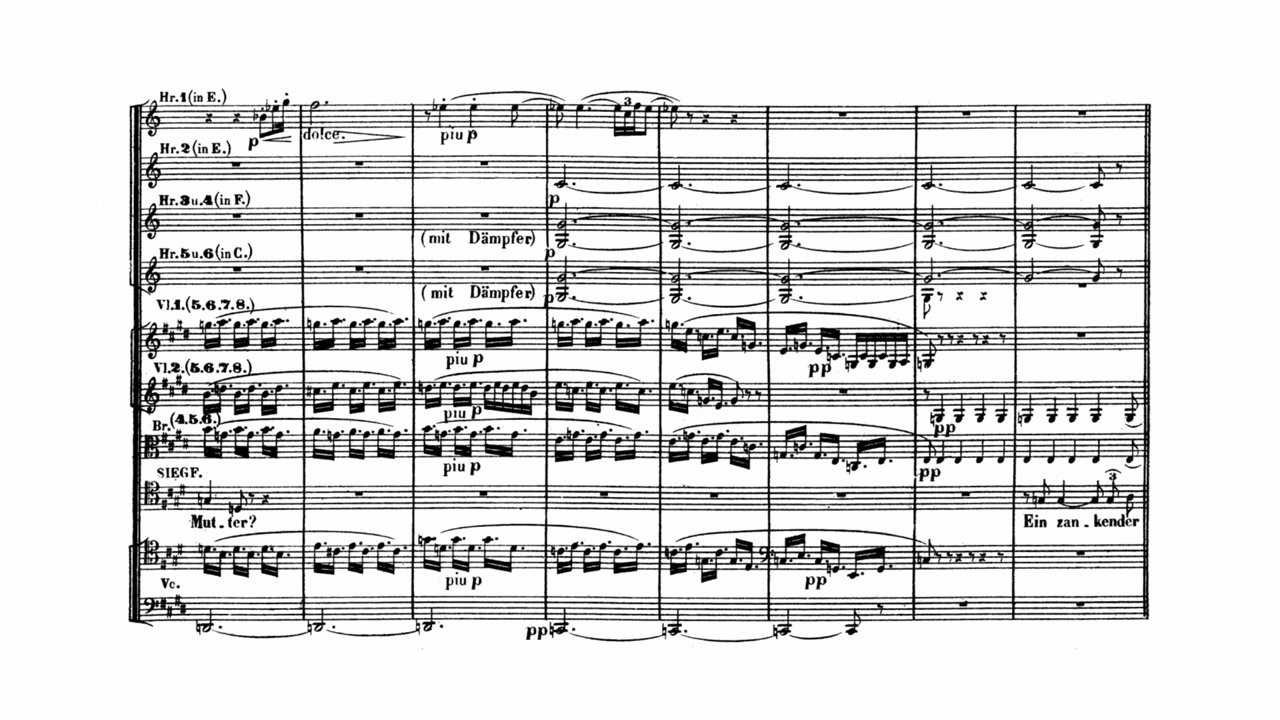 Hr.1(in E.)
p dolce. piu p
Hr.2(in E.)
p
Hr.3u.4(in F.)
(mit Dämpfer) p
Hr.5u.6(in C.)
(mit Dämpfer) p
Vl.1.(5.6.7.8.)
piu p pp
Vl.2.(5.6.7.8.)
piu p pp
Br.(4.5.6.)
piu p pp
SIEGF.
3
Mut-ter? Ein zan-kender
piu p pp
Vc.
pp